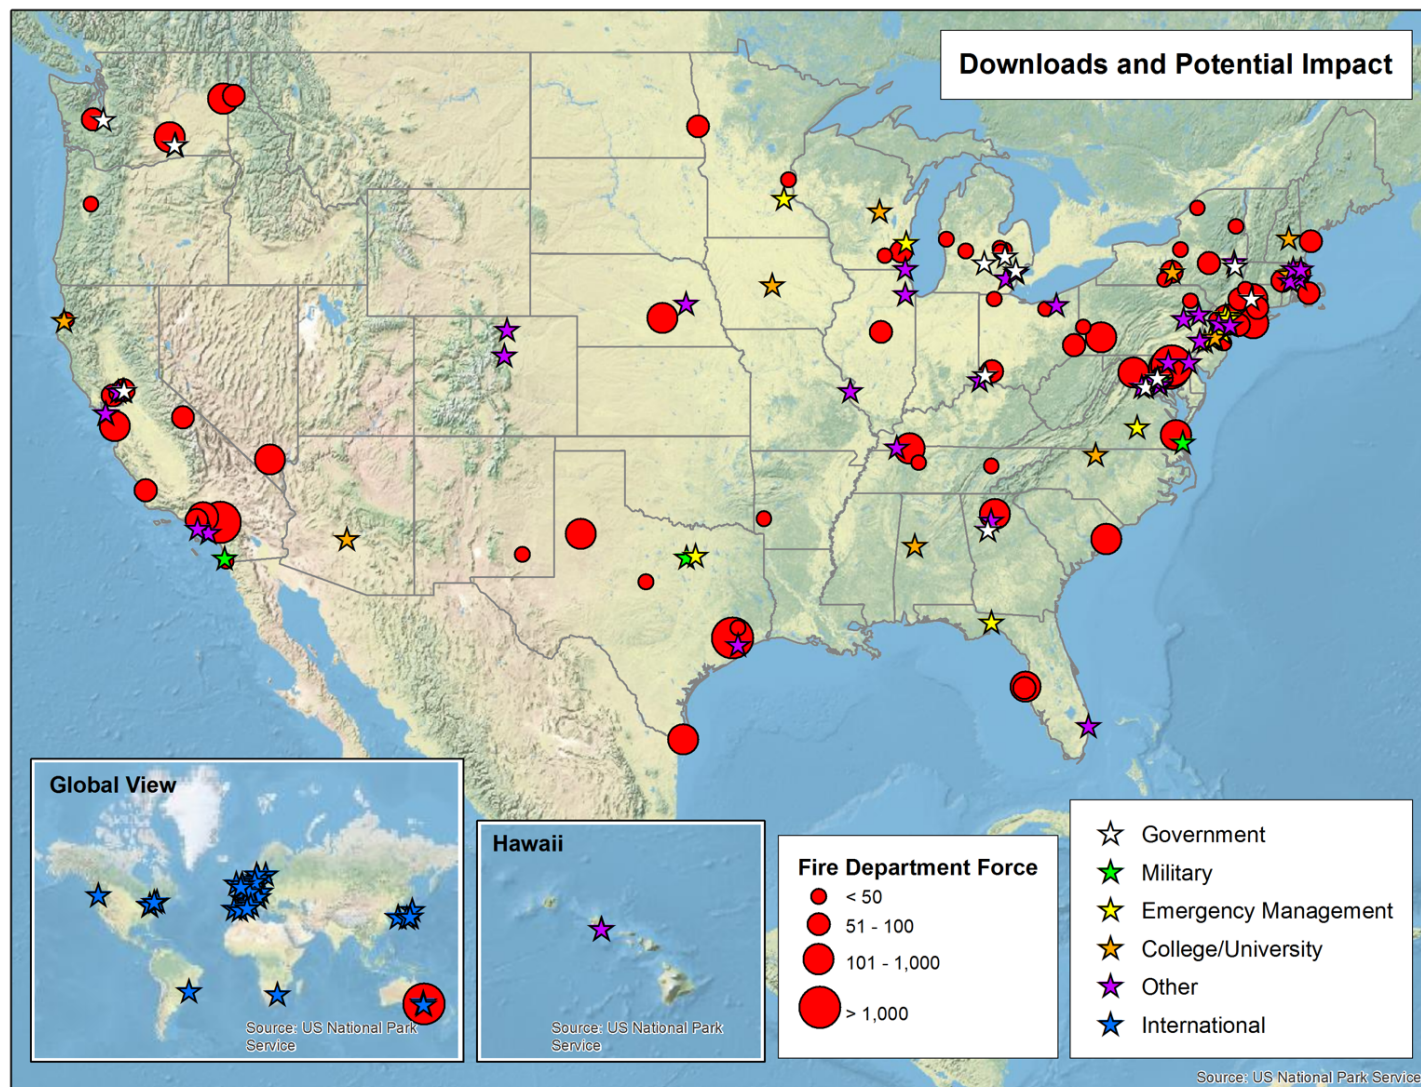 Downloads and Potential Impact
Global View
Source: US National Park
Service
Hawaii
Source: US National Park
Service
Fire Department Force
< 50
51 - 100
101 - 1,000
> 1,000
Government
Military
Emergency Management
College/University
Other
International
Source: US National Park Service